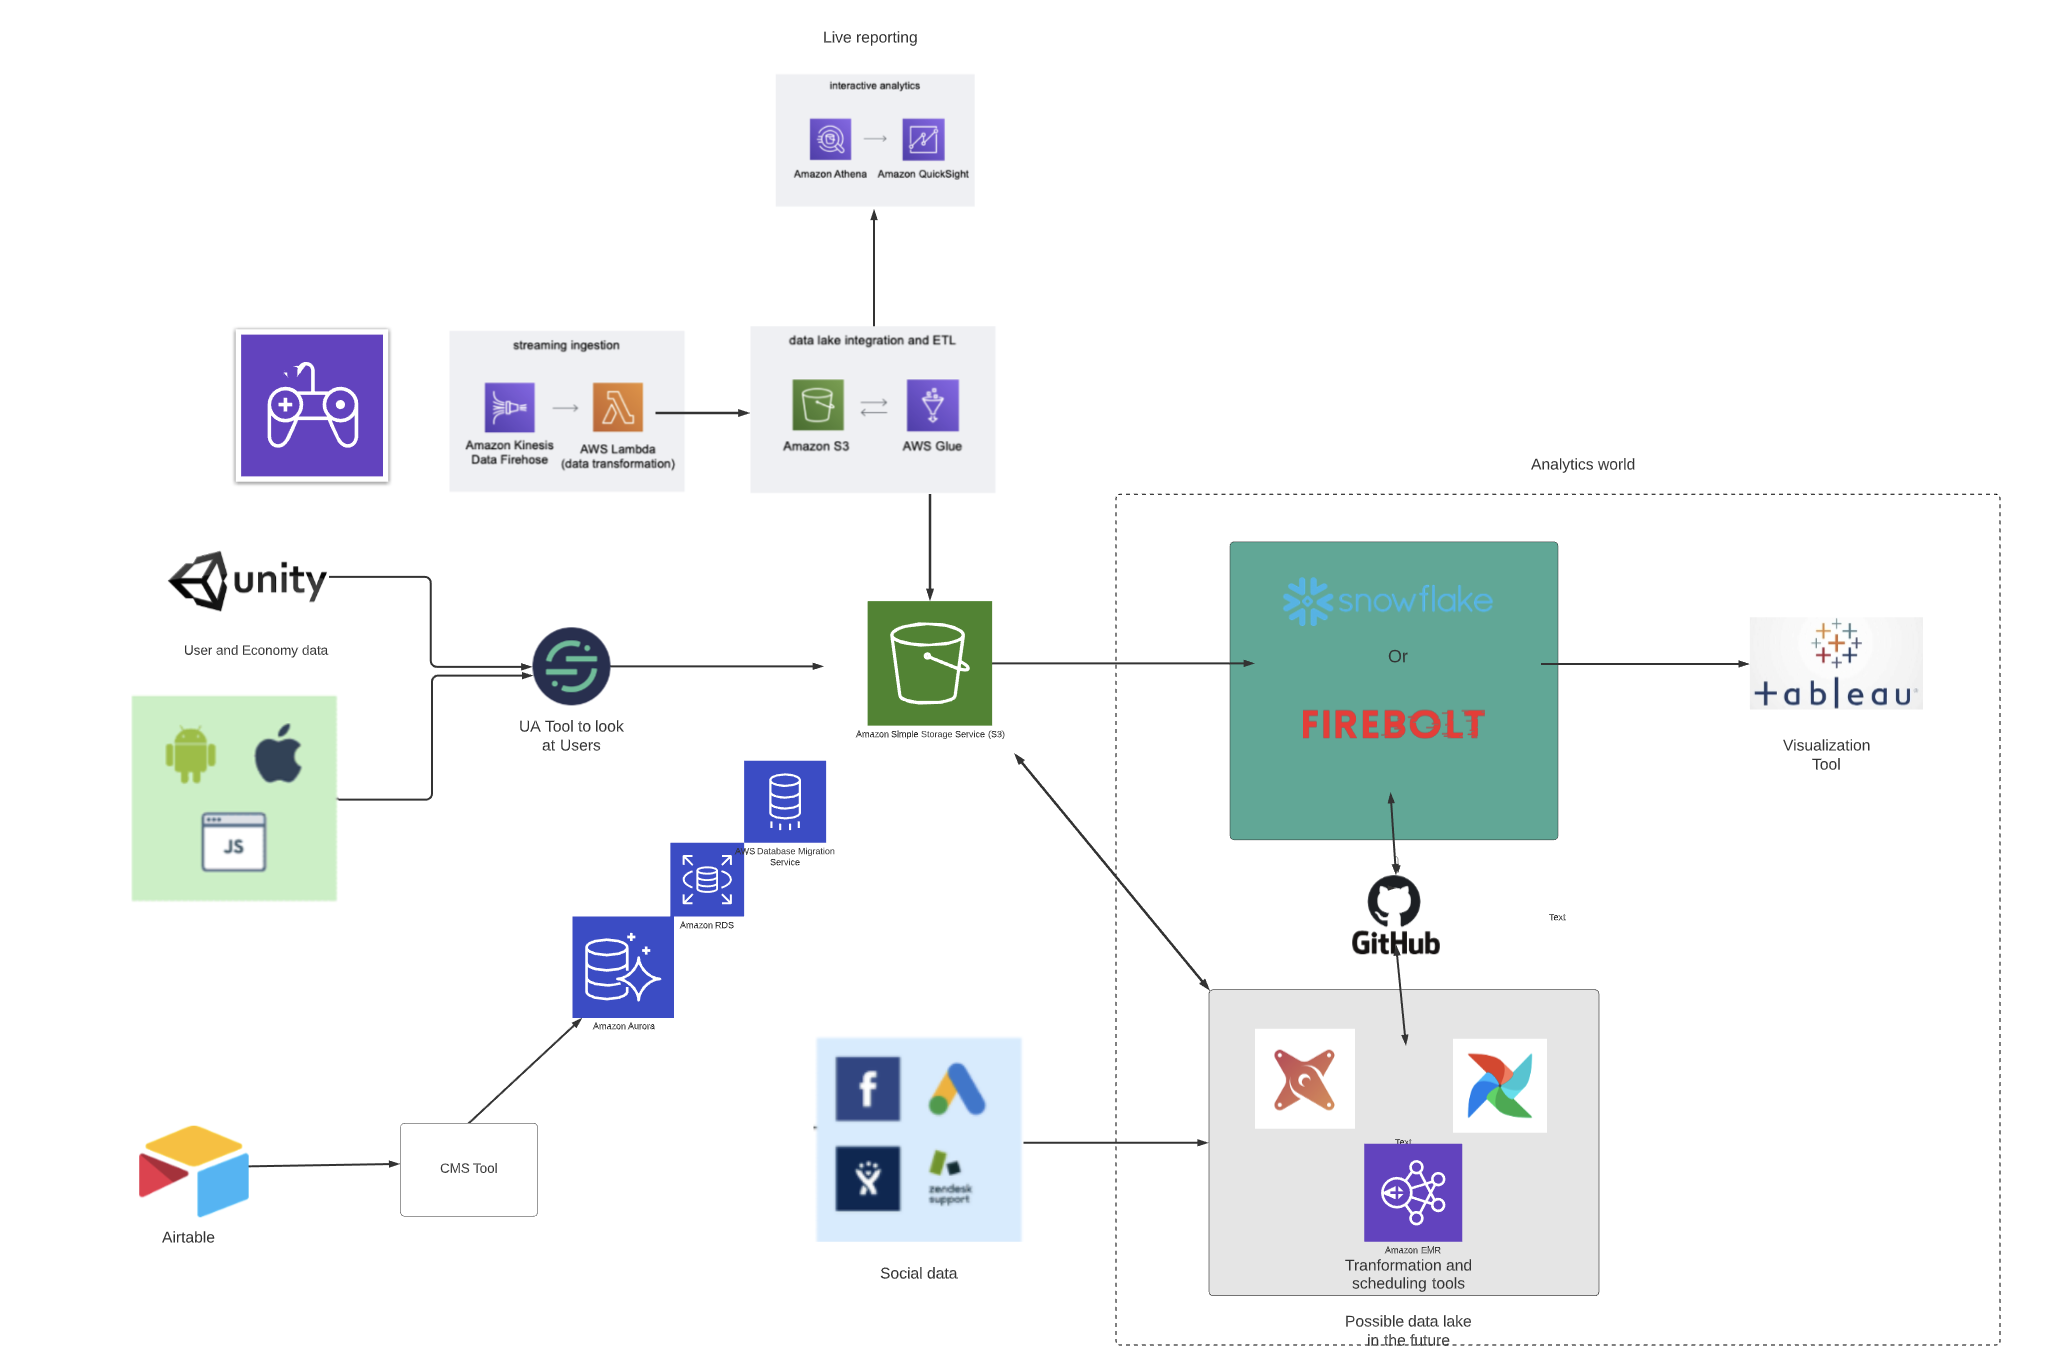 Live reporting
interactive analytics
Amazon Athena
Amazon QuickSight
streaming ingestion
Amazon Kinesis
Data Firehose
AWS Lambda
(data transformation)
data lake integration and ETL
Amazon S3
AWS Glue
Analytics world
unity
User and Economy data
JS
UA Tool to look
at Users
Amazon Simple Storage Service (S3)
snowflake
Or
FIREBOLT
+ableau
Visualization
Tool
AWS Database Migration
Service
Amazon RDS
Amazon Aurora
GitHub
Text
f
zendesk
support
Social data
Airtable
CMS Tool
Text
Amazon EMR
Tranformation and
scheduling tools
Possible data lake
in the future